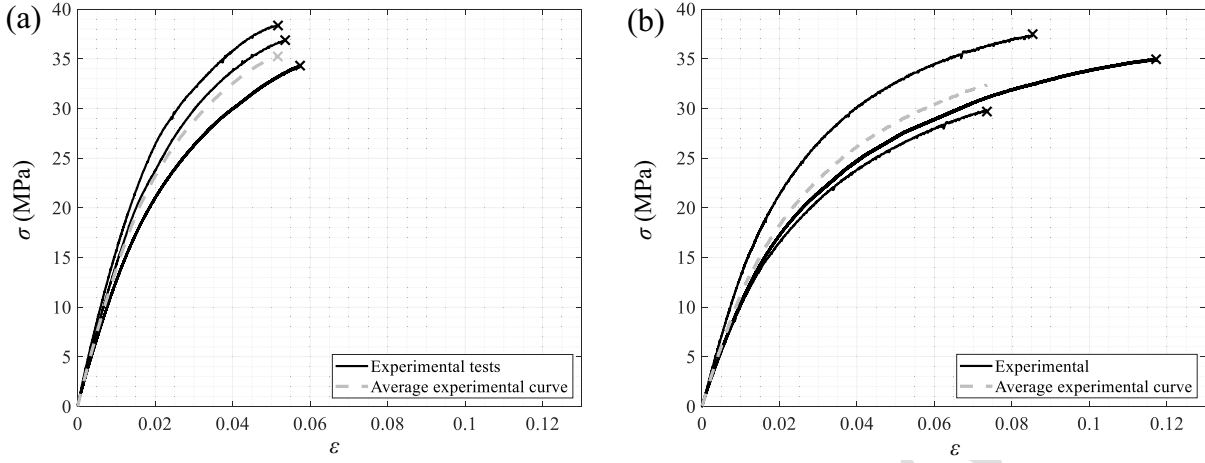 (a)
40
35
30
25
20
15
10
5
0
σ (MPa)
0 0.02 0.04 0.06 0.08 0.1 0.12
ε
Experimental tests
Average experimental curve
(b)
40
35
30
25
20
15
10
5
0
σ (MPa)
0 0.02 0.04 0.06 0.08 0.1 0.12
ε
Experimental
Average experimental curve